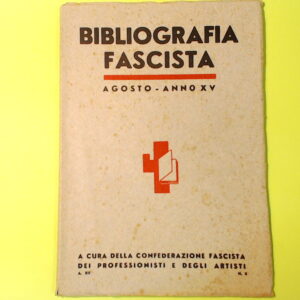 BIBLIOGRAFIA
FASCISTA
AGOSTO - ANNO XV
A CURA DELLA CONFEDERAZIONE FASCISTA
DEI PROFESSIONISTI E DEGLI ARTISTI